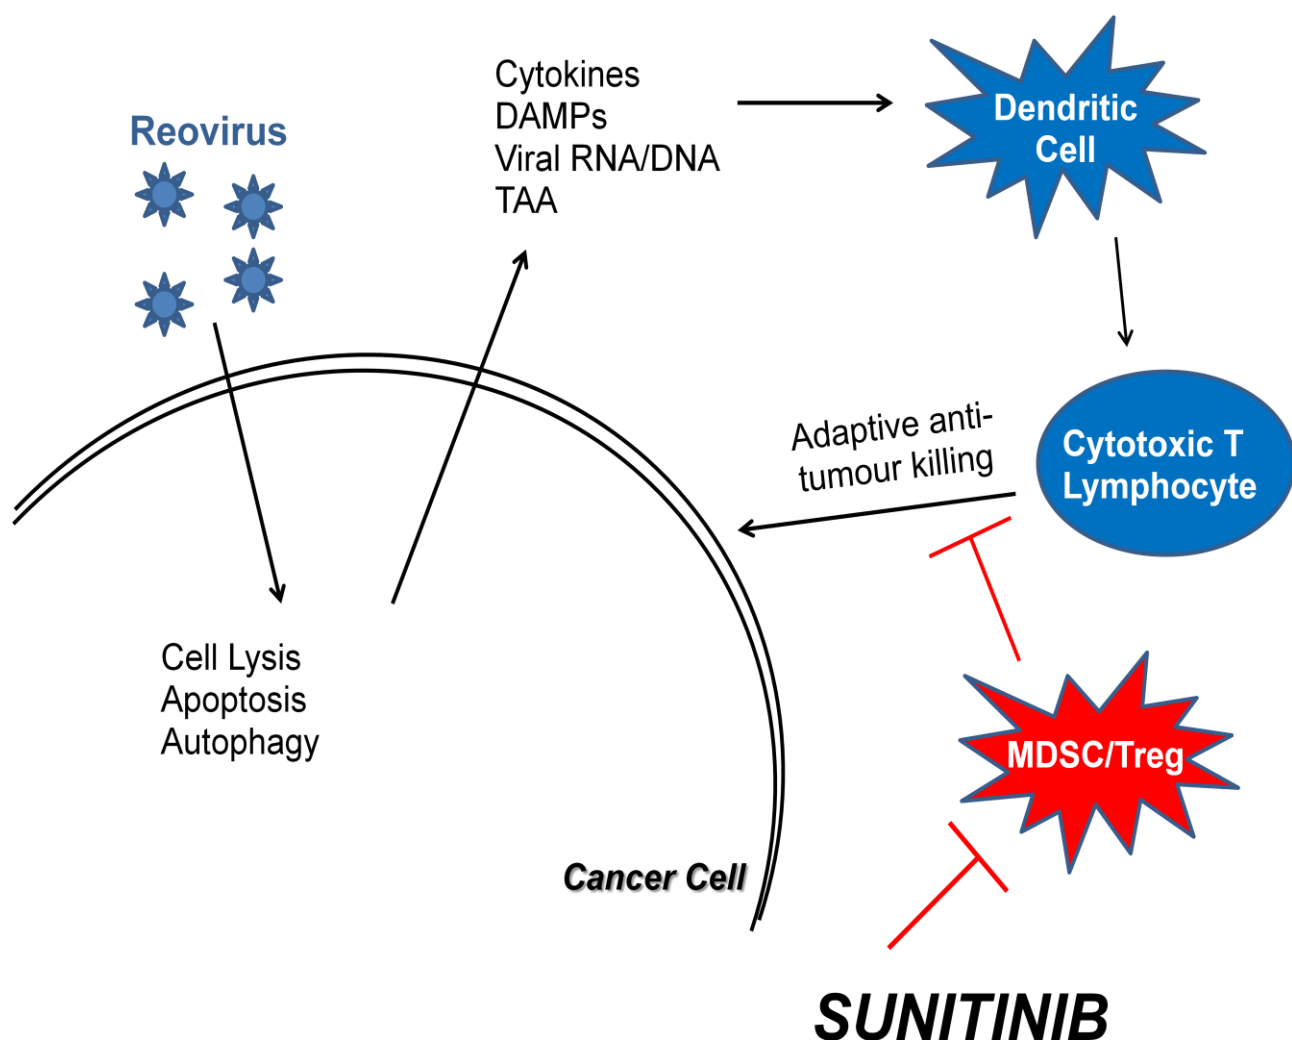 Reovirus
Cytokines
DAMPs
Viral RNA/DNA
TAA
Dendritic
Cell
Adaptive anti-
tumour killing
Cytotoxic T
Lymphocyte
Cell Lysis
Apoptosis
Autophagy
MDSC/Treg
Cancer Cell
SUNITINIB